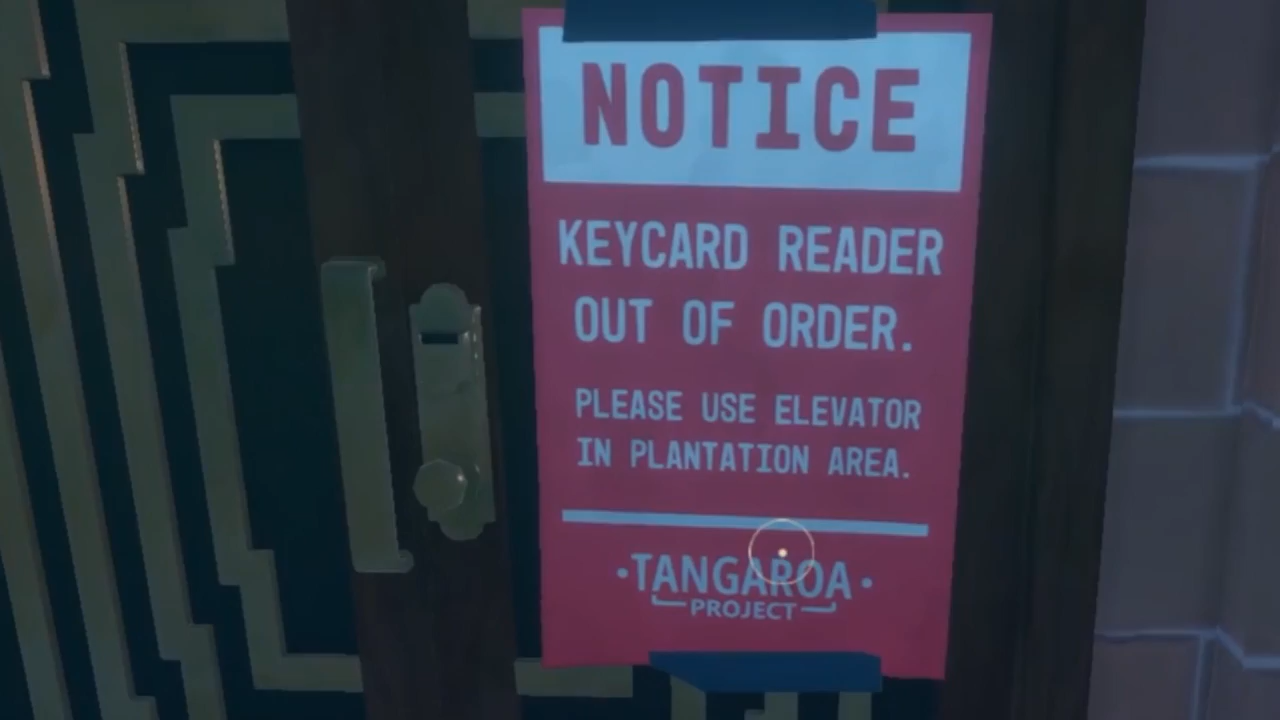 NOTICE
KEYCARD READER
OUT OF ORDER.
PLEASE USE ELEVATOR
IN PLANTATION AREA.
·TANGAROA·
PROJECT